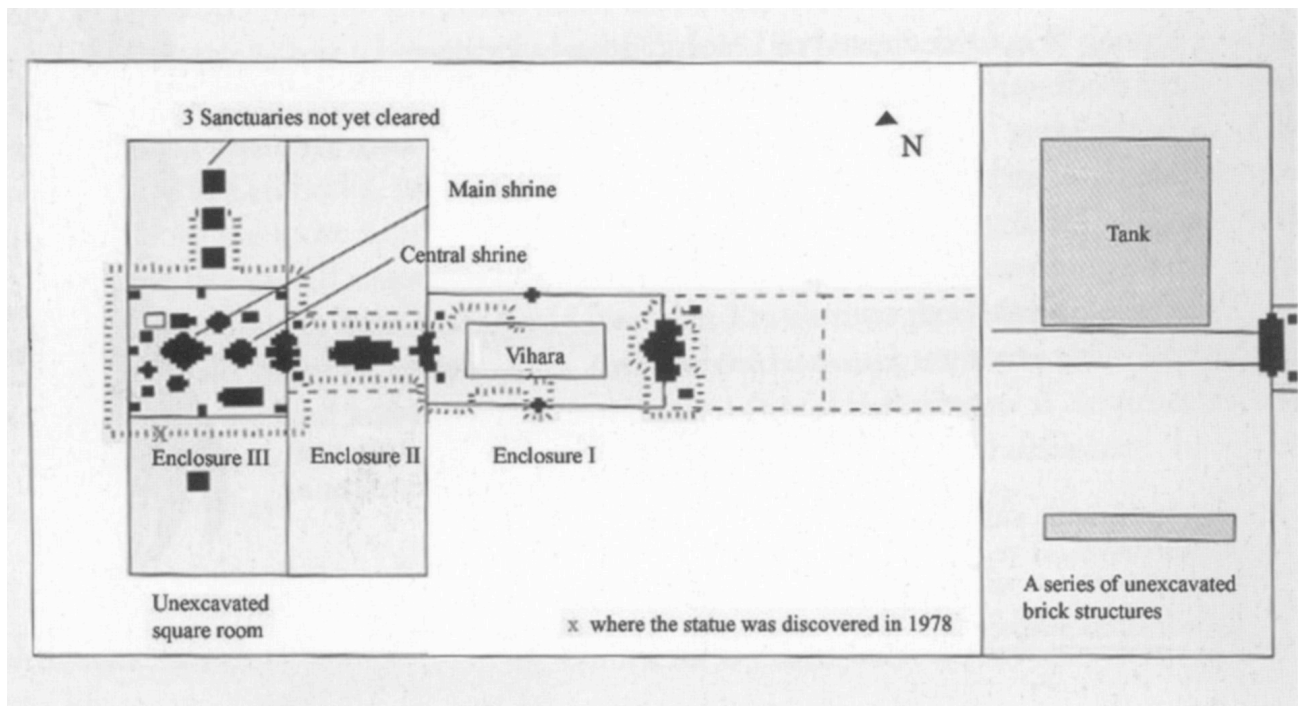 3 Sanctuaries not yet cleared
N
Main shrine
Central shrine
Tank
Vihara
x
Enclosure III
Enclosure II
Enclosure I
A series of unexcavated
brick structures
Unexcavated
square room
x where the statue was discovered in 1978